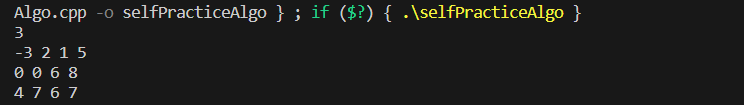 Algo.cpp -o selfPracticeAlgo } ; if ($?) { .\selfPracticeAlgo }
3
-3 2 1 5
0 0 6 8
4 7 6 7